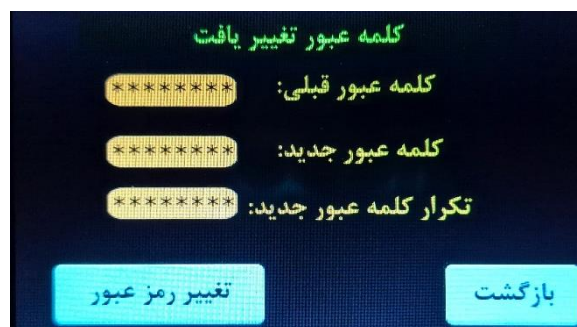 کلمه عبور تغییر یافت
کلمه عبور قبلی: ********
کلمه عبور جدید: ********
تکرار کلمه عبور جدید: ********
بازگشت تغییر رمز عبور